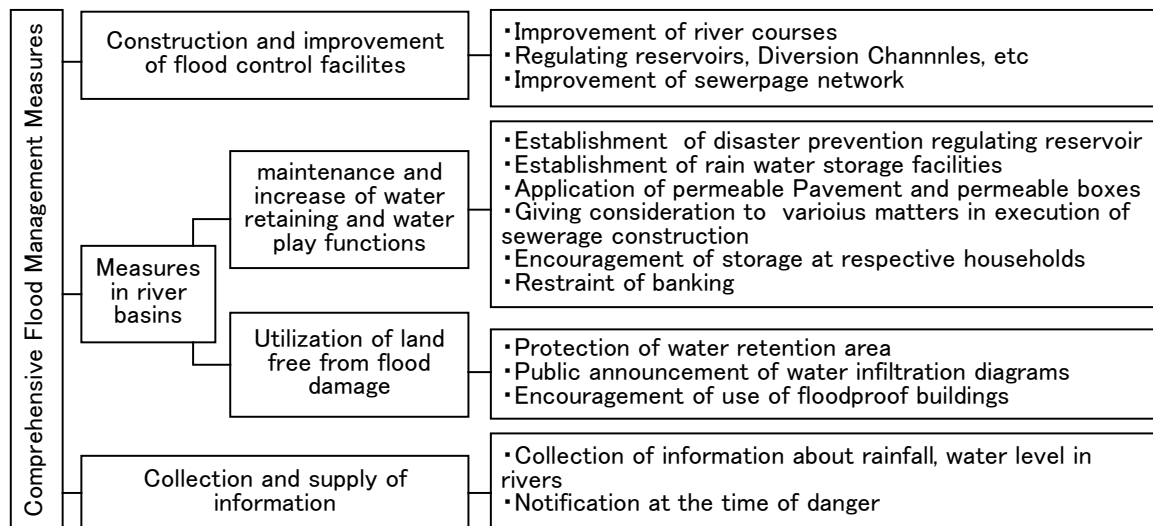 Comprehensive Flood Management Measures
Construction and improvement
of flood control facilites
・Improvement of river courses
・Regulating reservoirs, Diversion Channnles, etc
・Improvement of sewerpage network
Measures
in river
basins
maintenance and
increase of water
retaining and water
play functions
・Establishment of disaster prevention regulating reservoir
・Establishment of rain water storage facilities
・Application of permeable Pavement and permeable boxes
・Giving consideration to varioius matters in execution of
sewerage construction
・Encouragement of storage at respective households
・Restraint of banking
Utilization of land
free from flood
damage
・Protection of water retention area
・Public announcement of water infiltration diagrams
・Encouragement of use of floodproof buildings
Collection and supply of
information
・Collection of information about rainfall, water level in
rivers
・Notification at the time of danger